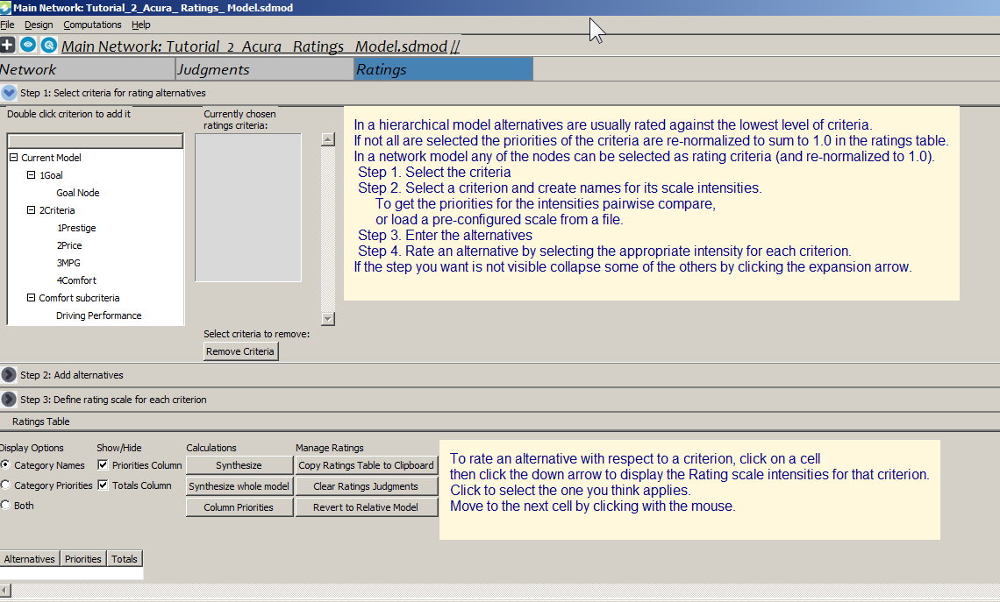 Main Network: Tutorial_2_Acura_ Ratings_ Model.sdmod
File Design Computations Help
Main Network: Tutorial_2_Acura_ Ratings_ Model.sdmod //
Network Judgments Ratings
Step 1: Select criteria for rating alternatives
Double click criterion to add it
Currently chosen
ratings criteria:
Current Model
1Goal
Goal Node
2Criteria
1Prestige
2Price
3MPG
4Comfort
Comfort subcriteria
Driving Performance
Select criteria to remove:
Remove Criteria
In a hierarchical model alternatives are usually rated against the lowest level of criteria.
If not all are selected the priorities of the criteria are re-normalized to sum to 1.0 in the ratings table.
In a network model any of the nodes can be selected as rating criteria (and re-normalized to 1.0).
Step 1. Select the criteria
Step 2. Select a criterion and create names for its scale intensities.
To get the priorities for the intensities pairwise compare,
or load a pre-configured scale from a file.
Step 3. Enter the alternatives
Step 4. Rate an alternative by selecting the appropriate intensity for each criterion.
If the step you want is not visible collapse some of the others by clicking the expansion arrow.
Step 2: Add alternatives
Step 3: Define rating scale for each criterion
Ratings Table
Display Options Show/Hide Calculations Manage Ratings
Category Names Priorities Column Synthesize Copy Ratings Table to Clipboard
Category Priorities Totals Column Synthesize whole model Clear Ratings Judgments
Both Column Priorities Revert to Relative Model
To rate an alternative with respect to a criterion, click on a cell
then click the down arrow to display the Rating scale intensities for that criterion.
Click to select the one you think applies.
Move to the next cell by clicking with the mouse.
Alternatives Priorities Totals